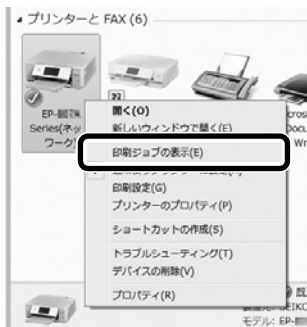 プリンターと FAX (6)
EP-
Series(ネッ
ワーク)
開く(O)
新しいウィンドウで開く(E)
印刷ジョブの表示(E)
印刷設定(G)
プリンターのプロパティ(P)
ショートカットの作成(S)
トラブルシューティング(T)
デバイスの削除(V)
プロパティ(R)
モデル: EP-